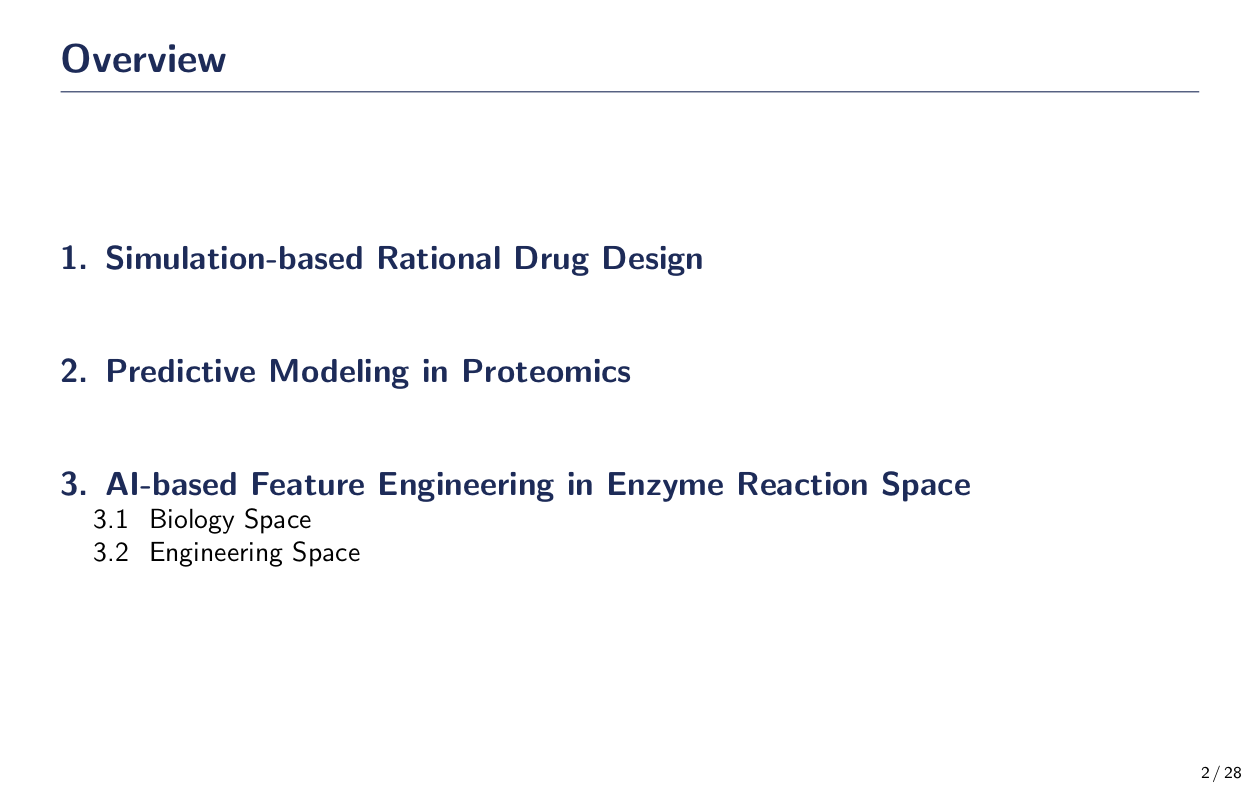 Overview
1. Simulation-based Rational Drug Design
2. Predictive Modeling in Proteomics
3. AI-based Feature Engineering in Enzyme Reaction Space
3.1 Biology Space
3.2 Engineering Space
2 / 28